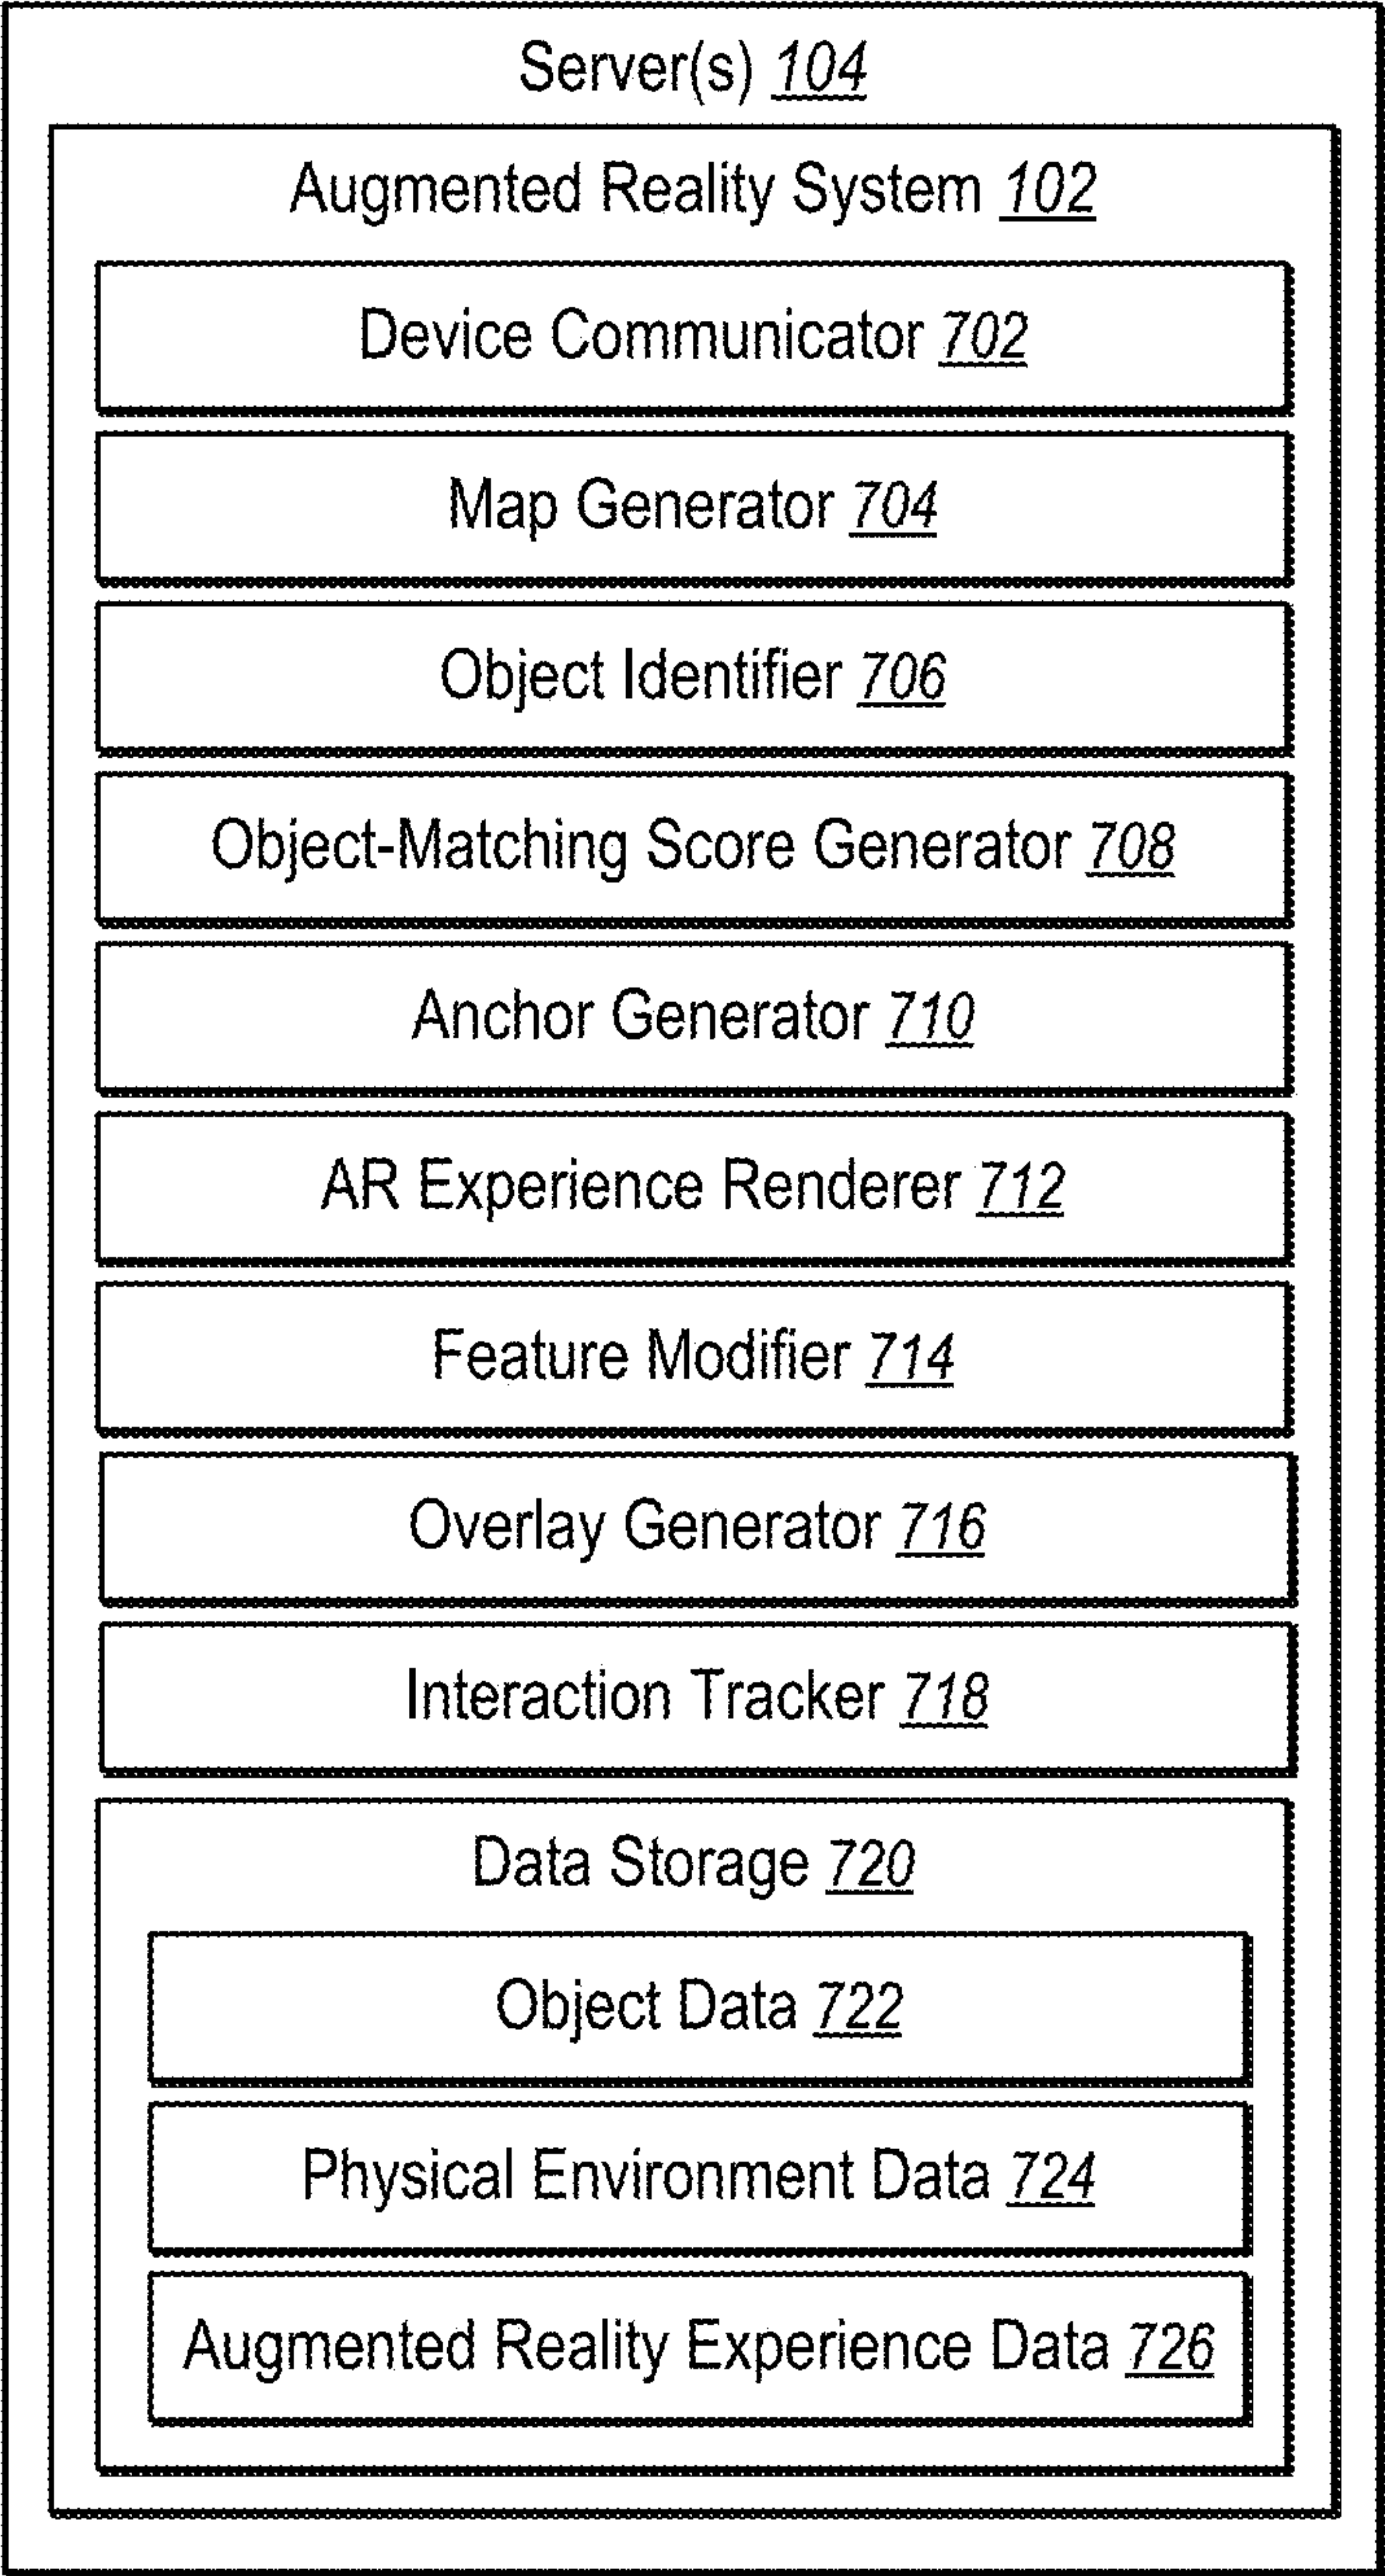 Server(s) 104
Augmented Reality System 102
Device Communicator 702
Map Generator 704
Object Identifier 706
Object-Matching Score Generator 708
Anchor Generator 710
AR Experience Renderer 712
Feature Modifier 714
Overlay Generator 716
Interaction Tracker 718
Data Storage 720
Object Data 722
Physical Environment Data 724
Augmented Reality Experience Data 726